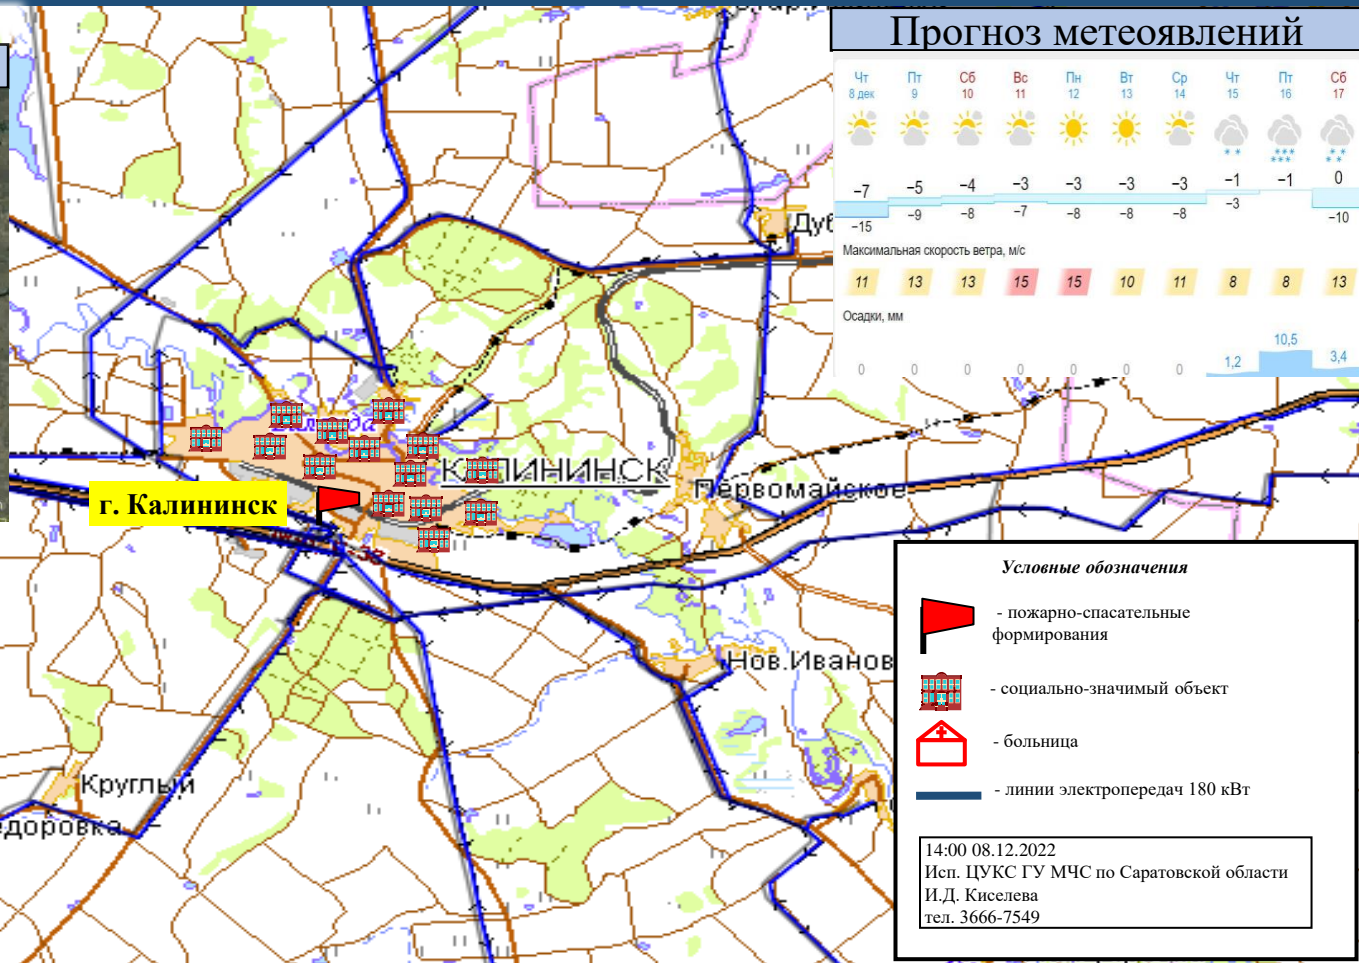 Прогноз метеоявлений
Чт Пт Сб Вс Пн Вт Ср Чт Пт Сб
8 дек 9 10 11 12 13 14 15 16 17
−7 −5 −4 −3 −3 −3 −3 −1 −1 0
−15 −9 −8 −7 −8 −8 −8 −3 −10
Максимальная скорость ветра, м/с
11 13 13 15 15 10 11 8 8 13
Осадки, мм
0 0 0 0 0 0 0 1,2 10,5 3,4
Дуб
КАЛИНИНСК
Первомайское
г. Калининск
Нов.Иванов
Круглый
едоровка
Условные обозначения
- пожарно-спасательные
формирования
- социально-значимый объект
- больница
- линии электропередач 180 кВт
14:00 08.12.2022
Исп. ЦУКС ГУ МЧС по Саратовской области
И.Д. Киселева
тел. 3666-7549